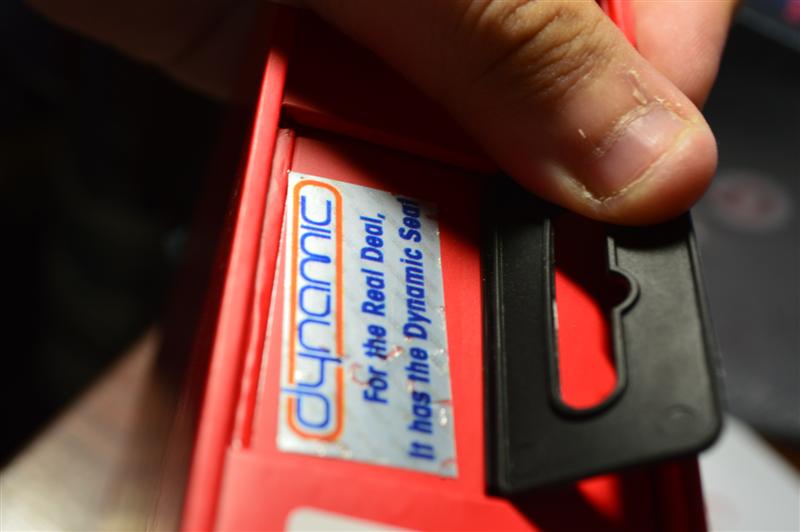 dynamic
For the Real Deal,
It has the Dynamic Seal